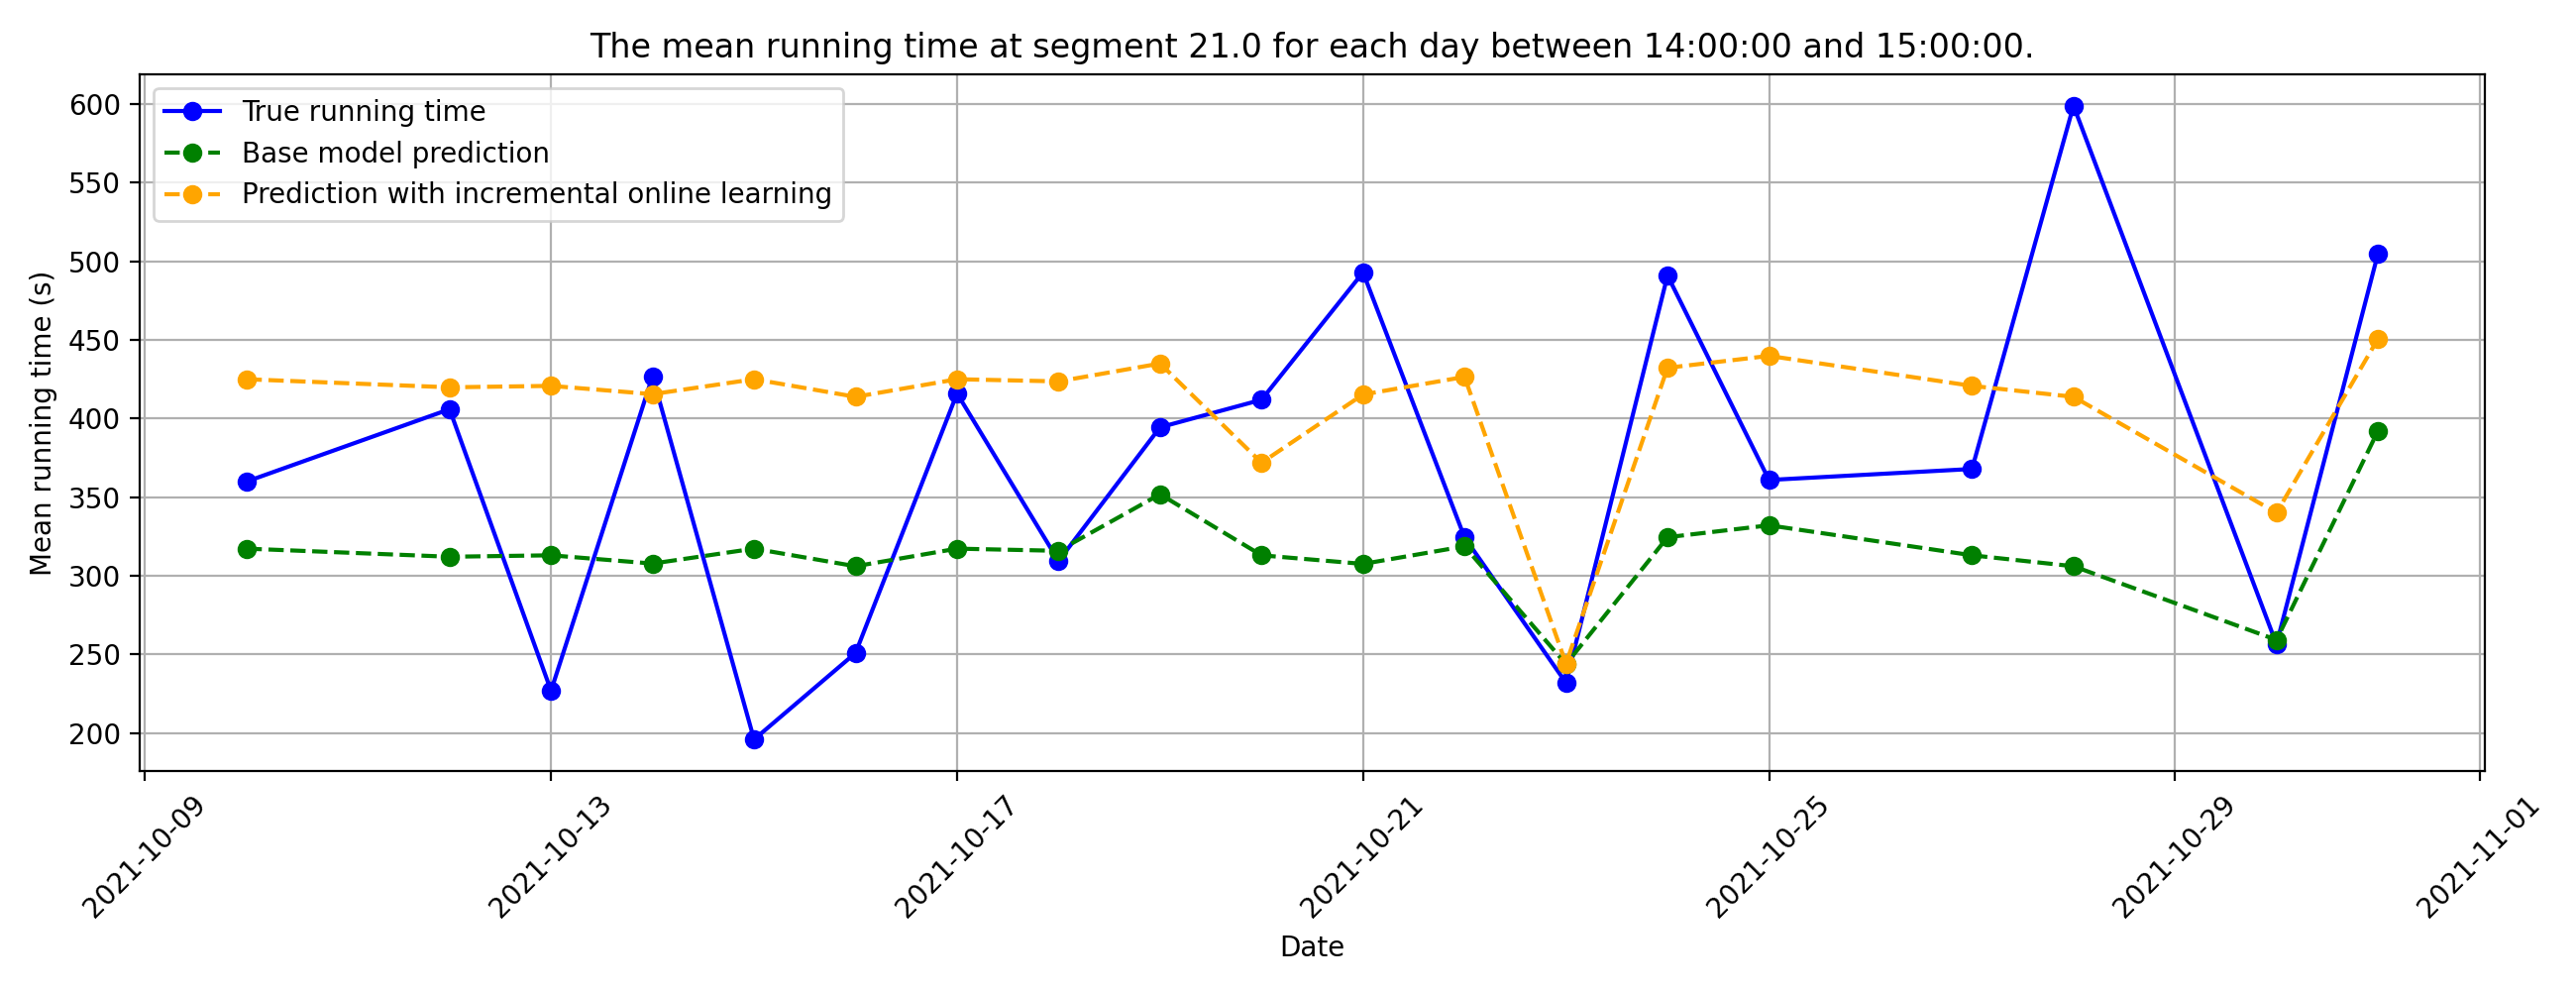 The mean running time at segment 21.0 for each day between 14:00:00 and 15:00:00.
True running time
Base model prediction
Prediction with incremental online learning
Mean running time (s)
600
550
500
450
400
350
300
250
200
2021-10-09
2021-10-13
2021-10-17
2021-10-21
2021-10-25
2021-10-29
2021-11-01
Date